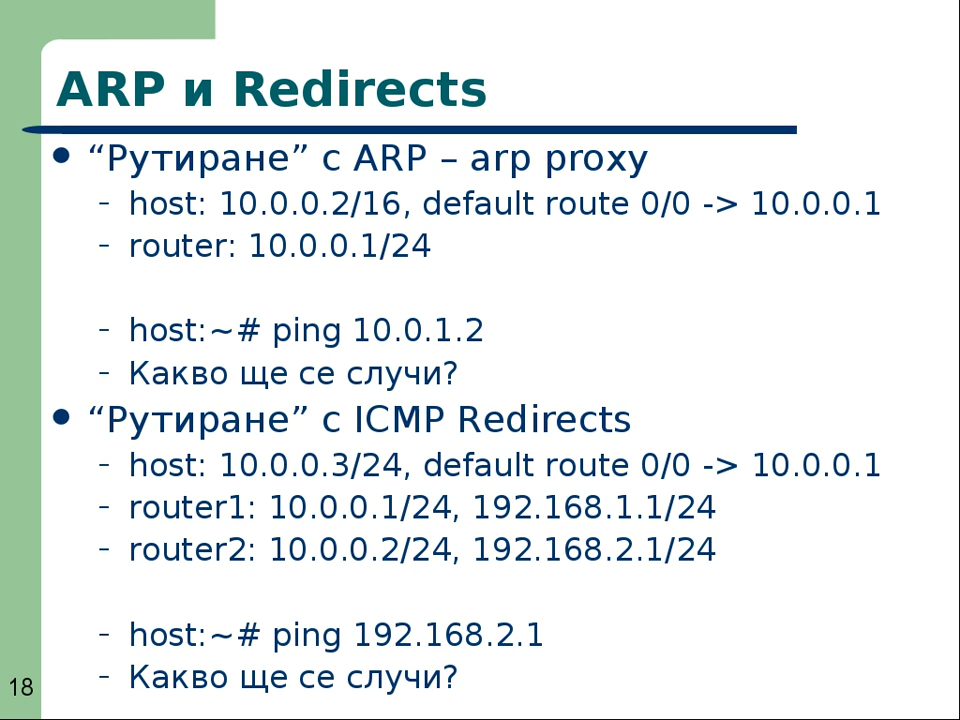 ARP и Redirects
“Рутиране” с ARP – arp proxy
– host: 10.0.0.2/16, default route 0/0 -> 10.0.0.1
– router: 10.0.0.1/24
– host:~# ping 10.0.1.2
– Какво ще се случи?
“Рутиране” с ICMP Redirects
– host: 10.0.0.3/24, default route 0/0 -> 10.0.0.1
– router1: 10.0.0.1/24, 192.168.1.1/24
– router2: 10.0.0.2/24, 192.168.2.1/24
– host:~# ping 192.168.2.1
– Какво ще се случи?
18